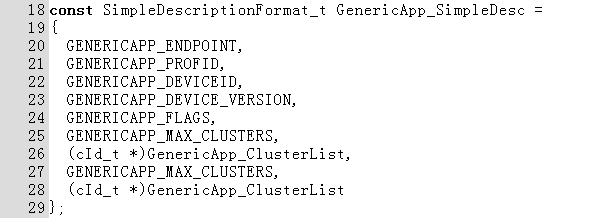 18 const SimpleDescriptionFormat_t GenericApp_SimpleDesc =
19 {
20   GENERICAPP_ENDPOINT,
21   GENERICAPP_PROFID,
22   GENERICAPP_DEVICEID,
23   GENERICAPP_DEVICE_VERSION,
24   GENERICAPP_FLAGS,
25   GENERICAPP_MAX_CLUSTERS,
26   (cId_t *)GenericApp_ClusterList,
27   GENERICAPP_MAX_CLUSTERS,
28   (cId_t *)GenericApp_ClusterList
29 };